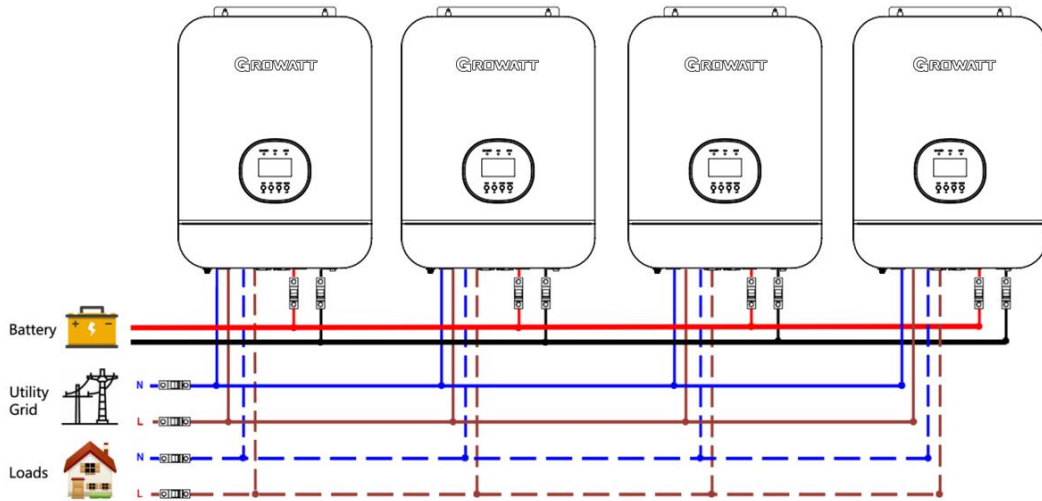 GROWATT
GROWATT
GROWATT
GROWATT
Battery
+ -
Utility
Grid
N
L
Loads
N
L